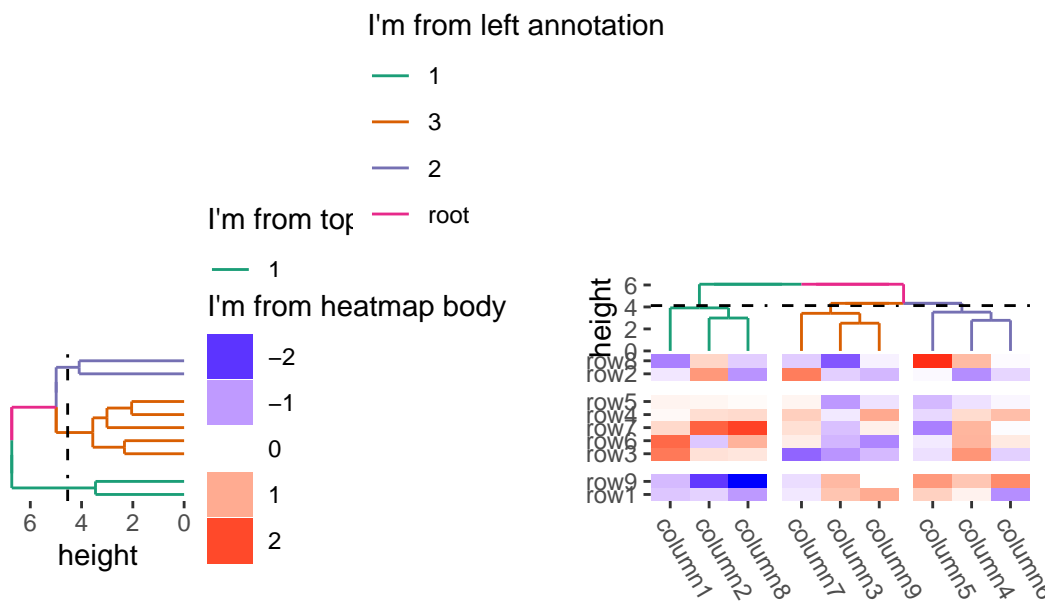 I'm from left annotation
1
3
2
root
I'm from top
1
I'm from heatmap body
−2
−1
0
1
2
6 4 2 0
height
height
6
4
2
0
row8
row2
row5
row4
row7
row6
row3
row9
row1
column1 column2 column8 column7 column3 column9 column5 column4 column6